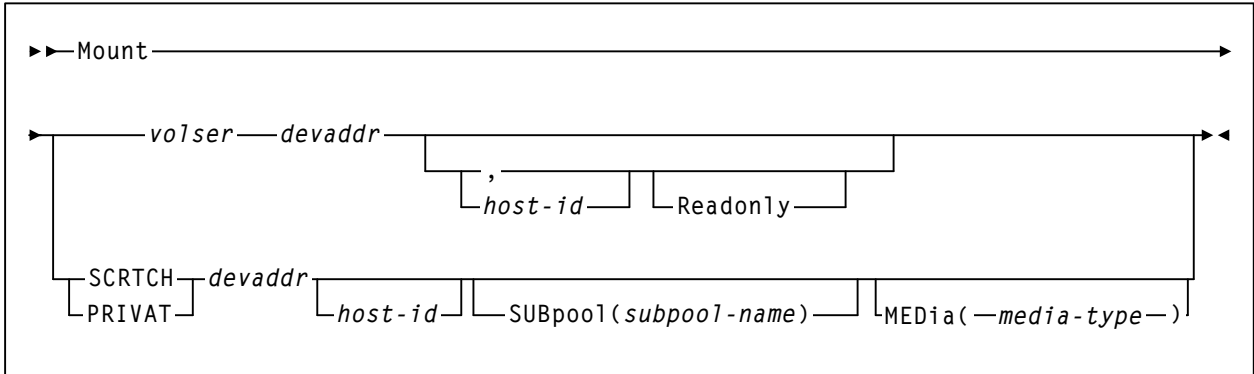 Mount
volser devaddr
,
host-id Readonly
SCRTCH devaddr
PRIVAT host-id SUBpool(subpool-name) MEDia(media-type)